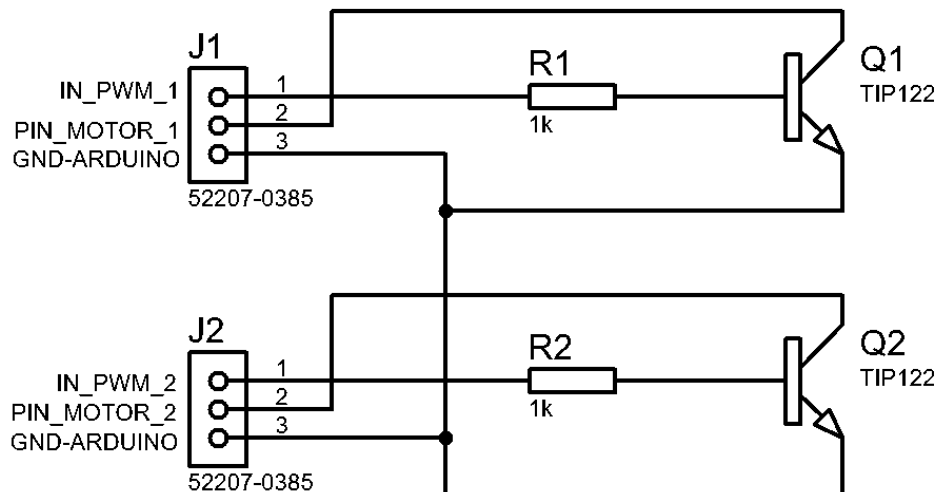 J1
IN_PWM_1
PIN_MOTOR_1
GND-ARDUINO
1
2
3
52207-0385
R1
1k
Q1
TIP122
J2
IN_PWM_2
PIN_MOTOR_2
GND-ARDUINO
1
2
3
52207-0385
R2
1k
Q2
TIP122